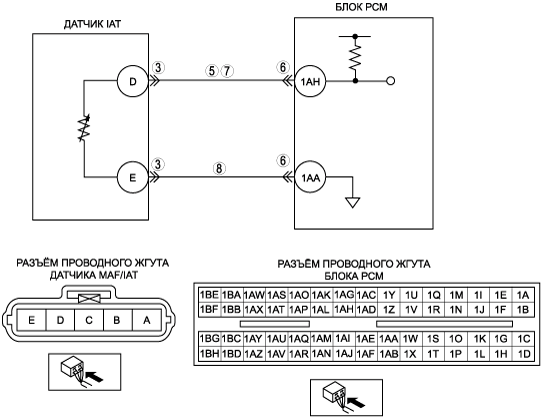 БЛОК PCM
ДАТЧИК IAT
3 5 7 6
D 1AH
3 8 6
E 1AA
РАЗЪЁМ ПРОВОДНОГО ЖГУТА
ДАТЧИКА MAF/IAT
E D C B A
РАЗЪЁМ ПРОВОДНОГО ЖГУТА
БЛОКА PCM
1BE 1BA 1AW 1AS 1AO 1AK 1AG 1AC 1Y 1U 1Q 1M 1I 1E 1A
1BF 1BB 1AX 1AT 1AP 1AL 1AH 1AD 1Z 1V 1R 1N 1J 1F 1B
1BG 1BC 1AY 1AU 1AQ 1AM 1AI 1AE 1AA 1W 1S 1O 1K 1G 1C
1BH 1BD 1AZ 1AV 1AR 1AN 1AJ 1AF 1AB 1X 1T 1P 1L 1H 1D